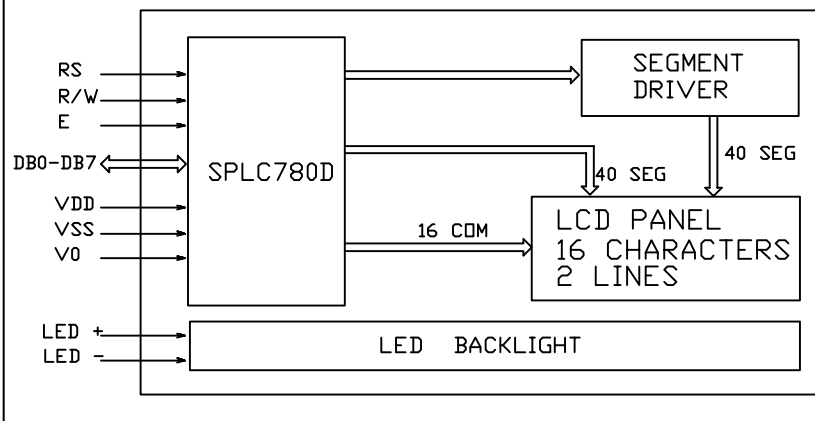 RS
R/W
E
DB0-DB7
VDD
VSS
V0
LED +
LED -
SPLC780D
SEGMENT
DRIVER
40 SEG
40 SEG
16 COM
LCD PANEL
16 CHARACTERS
2 LINES
LED BACKLIGHT